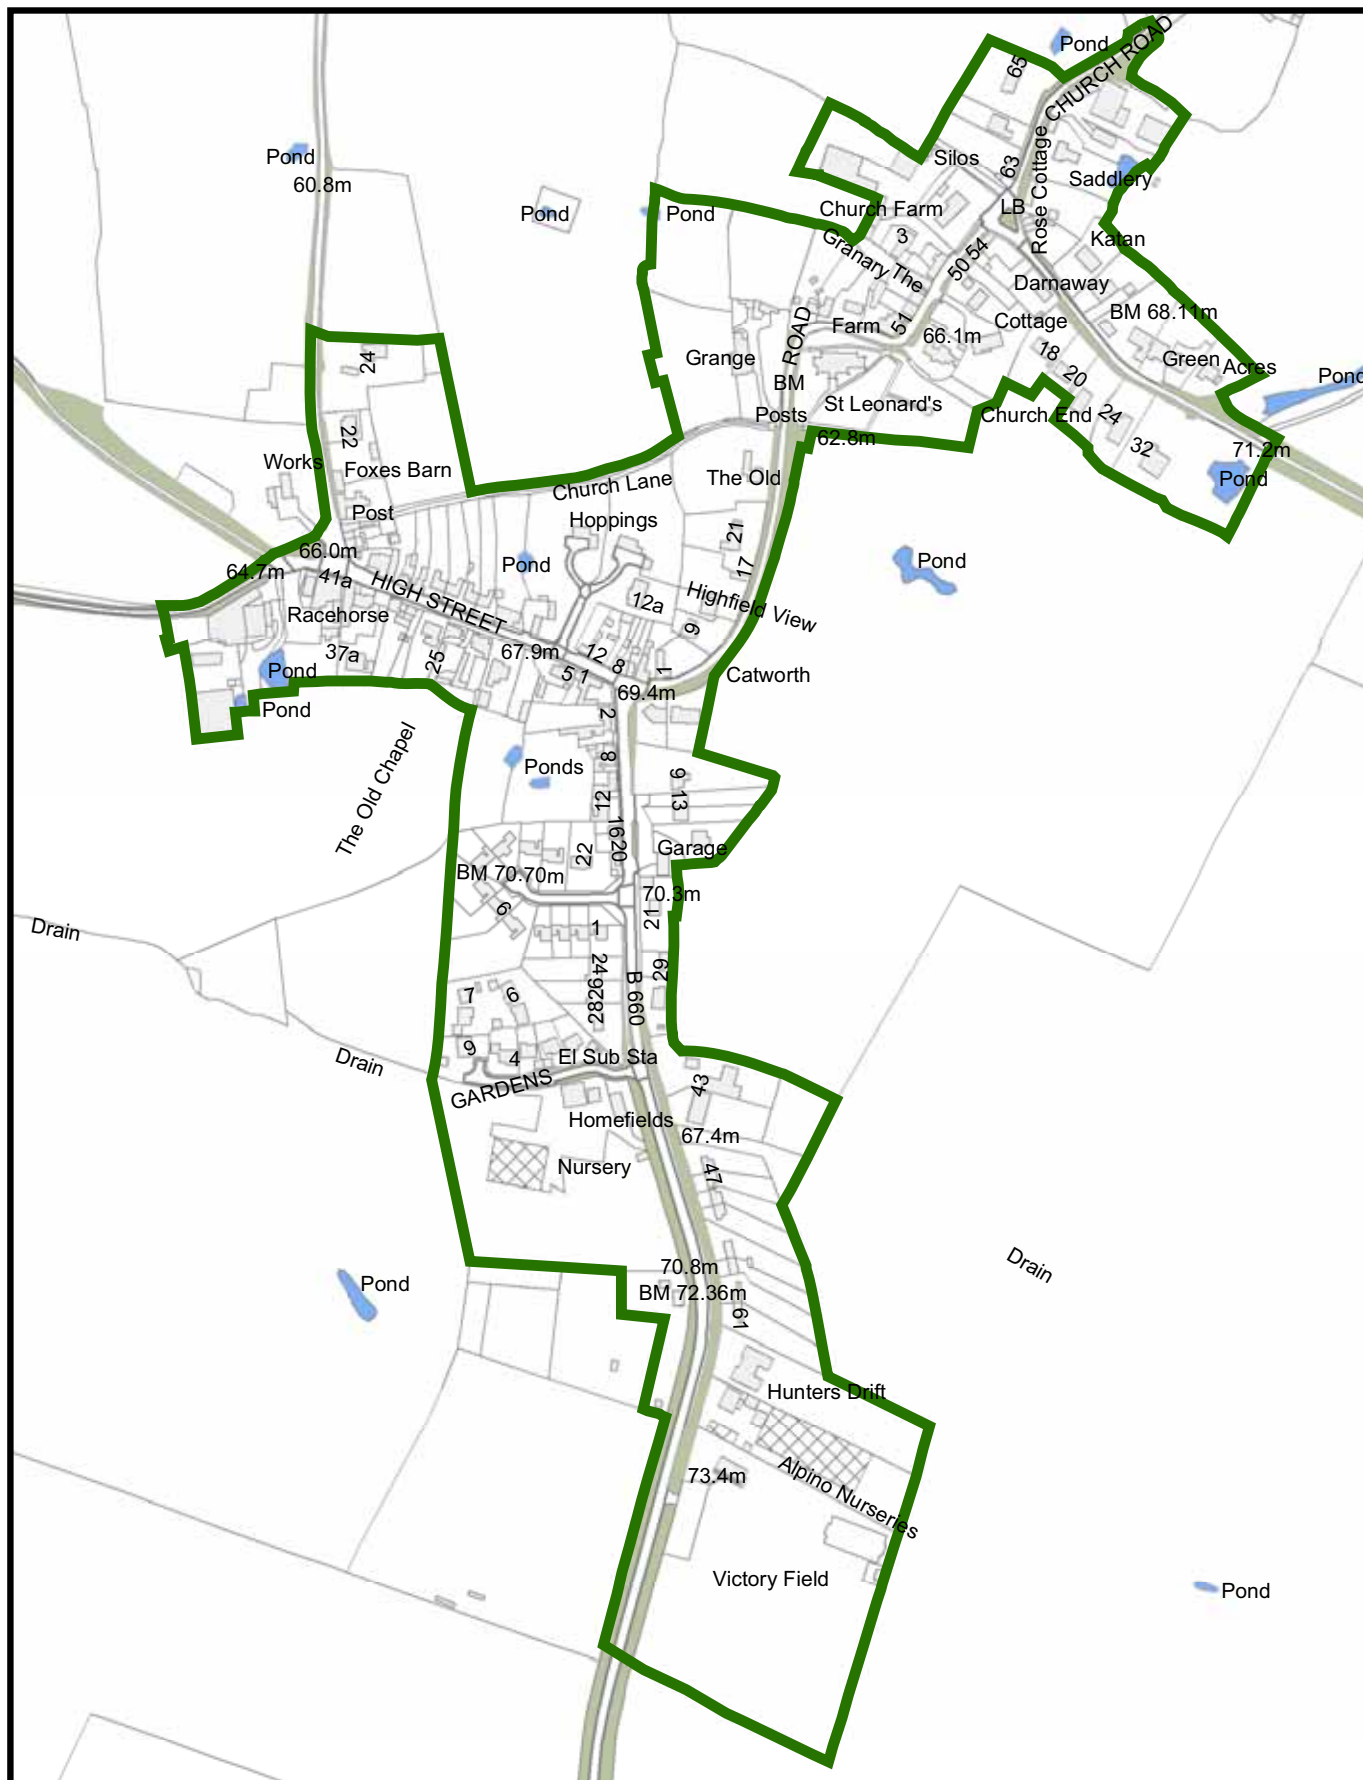 Pond
CHURCH ROAD
65
Pond
60.8m
Silos
63
Rose Cottage
Saddlery
Pond
Pond
Church Farm
LB
3
Granary The
50 54
Katan
Darnaway
ROAD
Farm
51
66.1m
Cottage
BM 68.11m
24
Grange
18
20
Green
Acres
Pond
BM
Posts
St Leonard's
Church End
24
32
22
62.8m
71.2m
Works
Foxes Barn
Church Lane
The Old
Pond
Post
Hoppings
21
66.0m
64.7m
41a
HIGH STREET
Pond
17
Pond
Racehorse
12a
Highfield View
9
37a
25
67.9m
12
8
1
5 1
Pond
69.4m
Catworth
Pond
2
The Old Chapel
Ponds
8
9
13
12
1620
22
Garage
BM 70.70m
70.3m
6
21
1
Drain
24
2826
B 660
29
7
6
9
4
El Sub Sta
Drain
GARDENS
43
Homefields
67.4m
Nursery
47
Drain
70.8m
Pond
BM 72.36m
61
Hunters Drift
73.4m
Alpino Nurseries
Victory Field
Pond